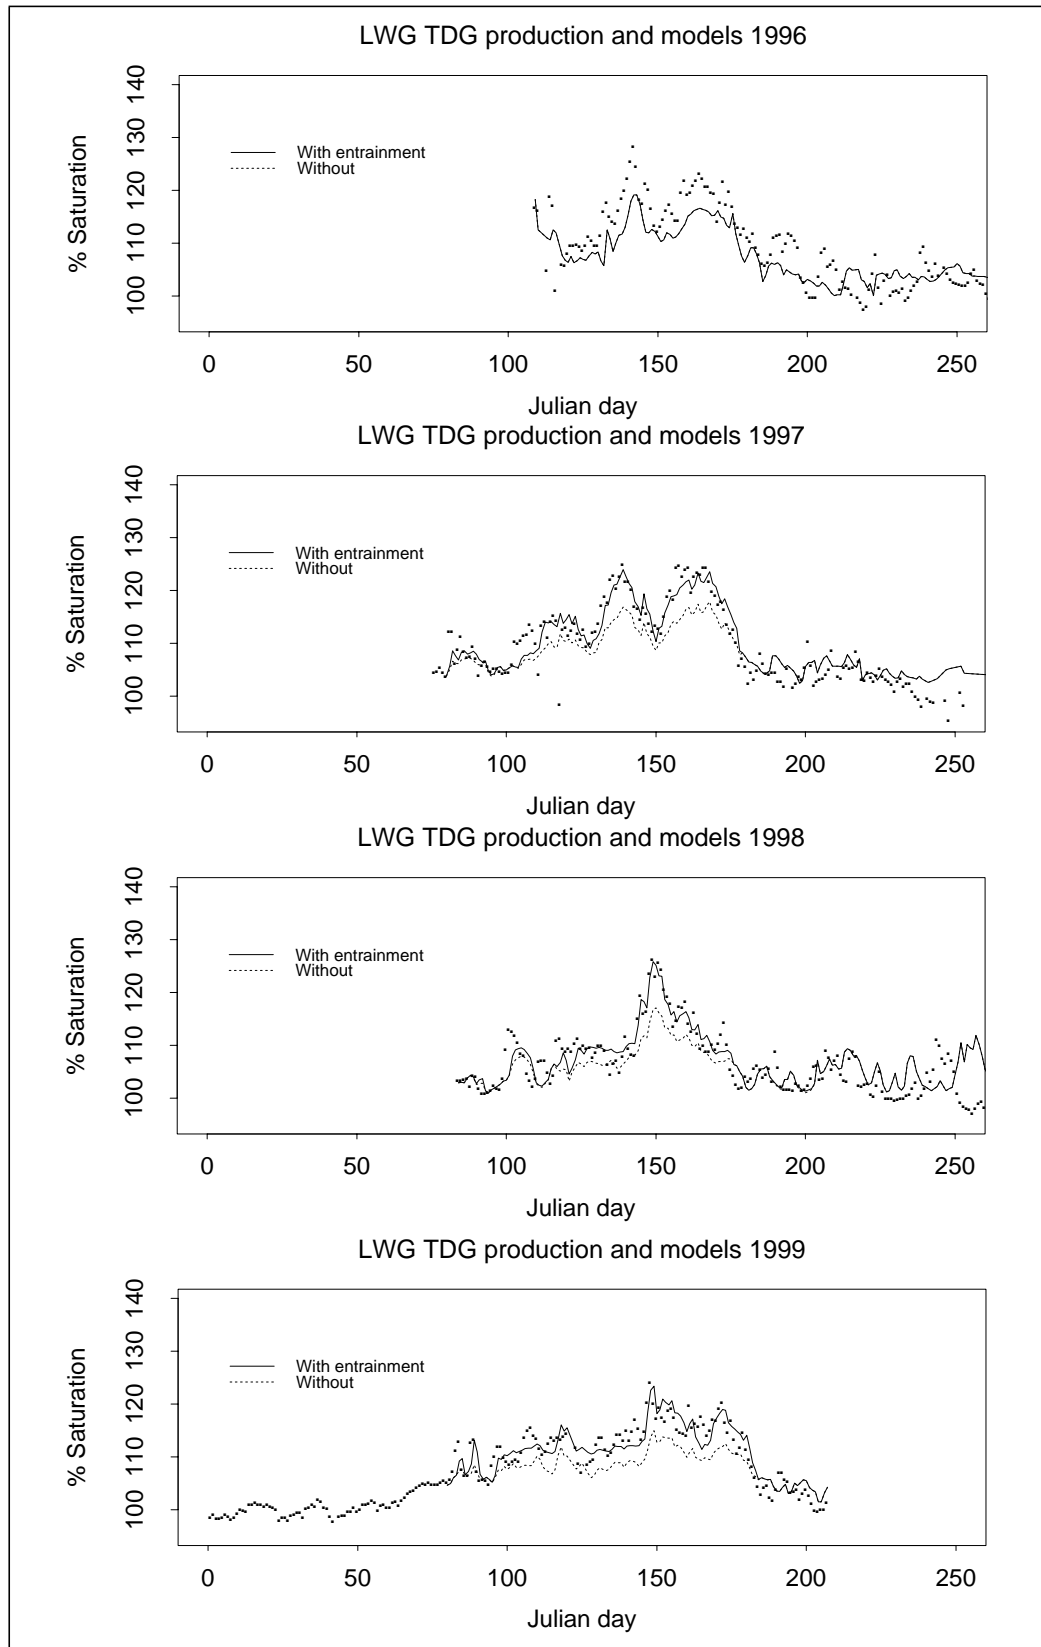 LWG TDG production and models 1996
% Saturation
140
130
120
110
100
With entrainment
Without
0 50 100 150 200 250
Julian day
LWG TDG production and models 1997
% Saturation
140
130
120
110
100
With entrainment
Without
0 50 100 150 200 250
Julian day
LWG TDG production and models 1998
% Saturation
140
130
120
110
100
With entrainment
Without
0 50 100 150 200 250
Julian day
LWG TDG production and models 1999
% Saturation
140
130
120
110
100
With entrainment
Without
0 50 100 150 200 250
Julian day